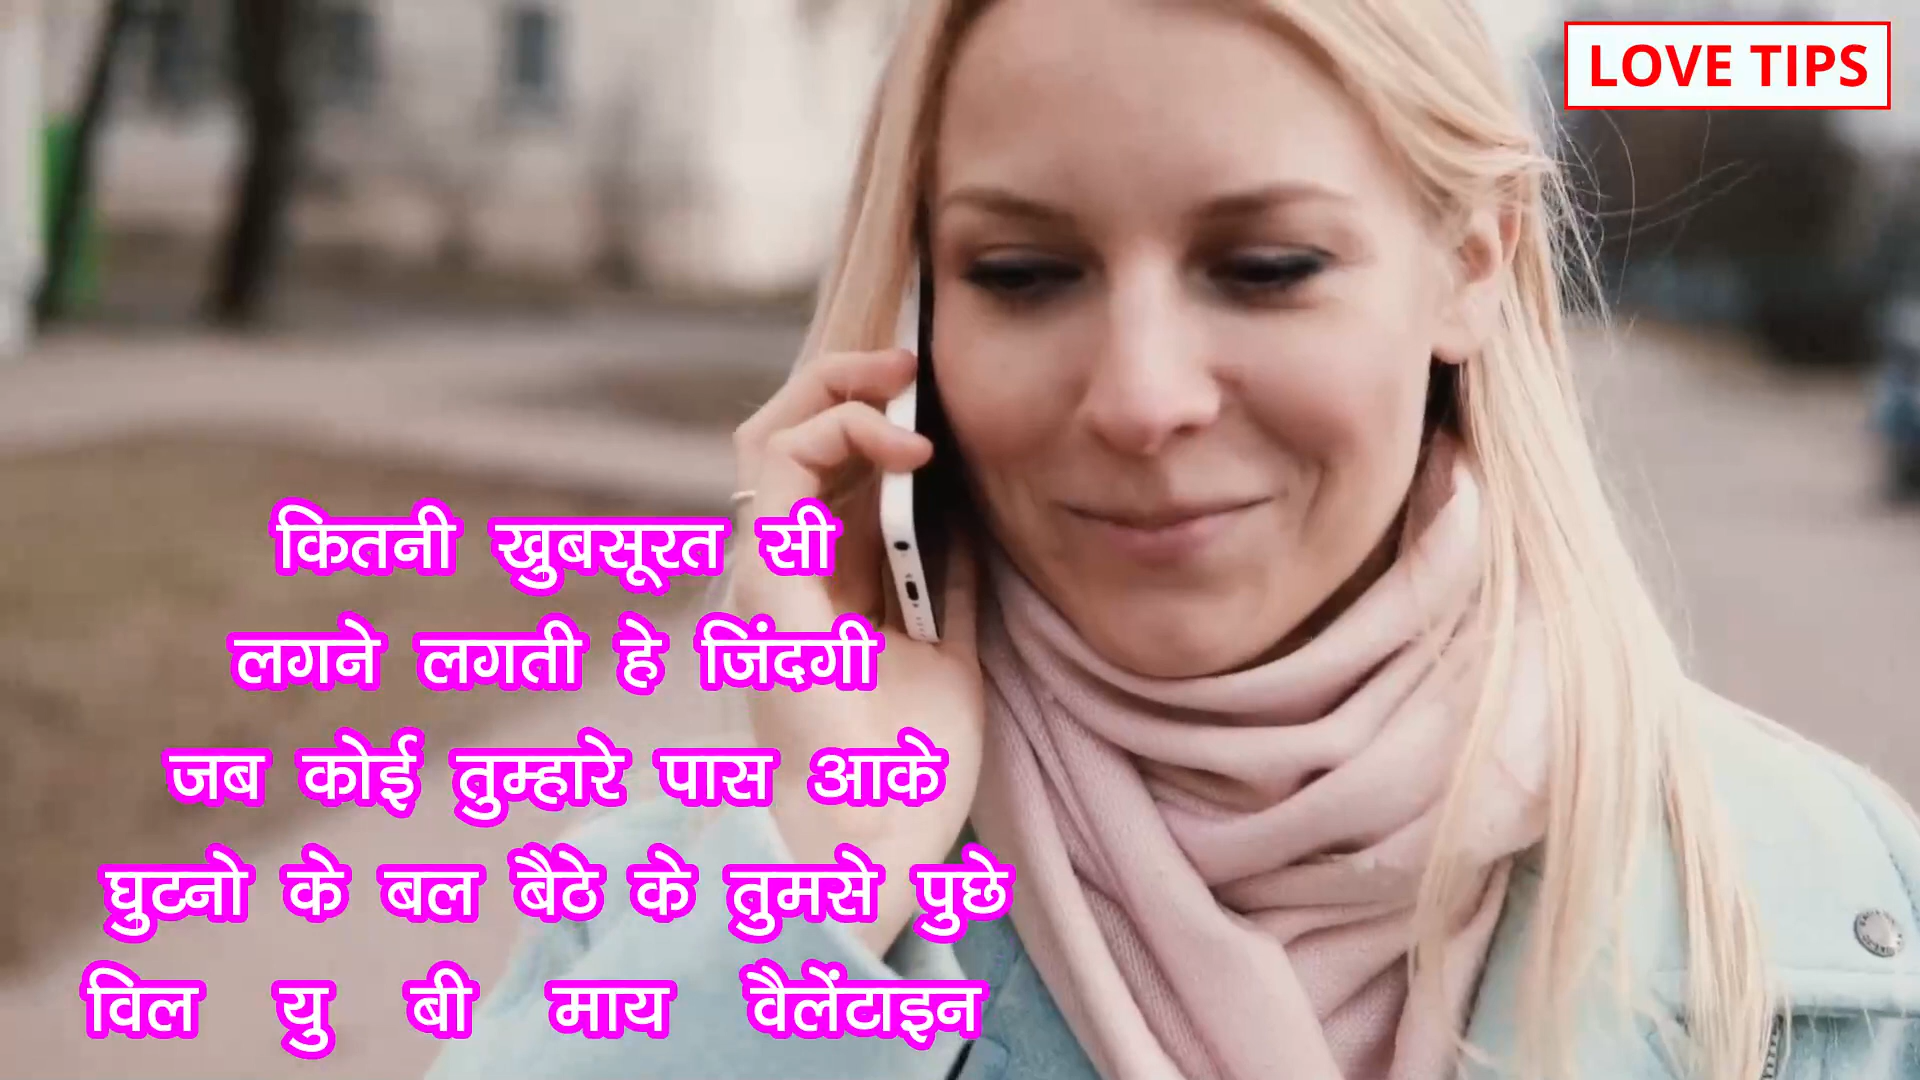 LOVE TIPS
कितनी खुबसूरत सी
लगने लगती हे जिंदगी
जब कोई तुम्हारे पास आके
घुटनो के बल बैठे के तुमसे पुछे
विल यु बी माय वैलेंटाइन